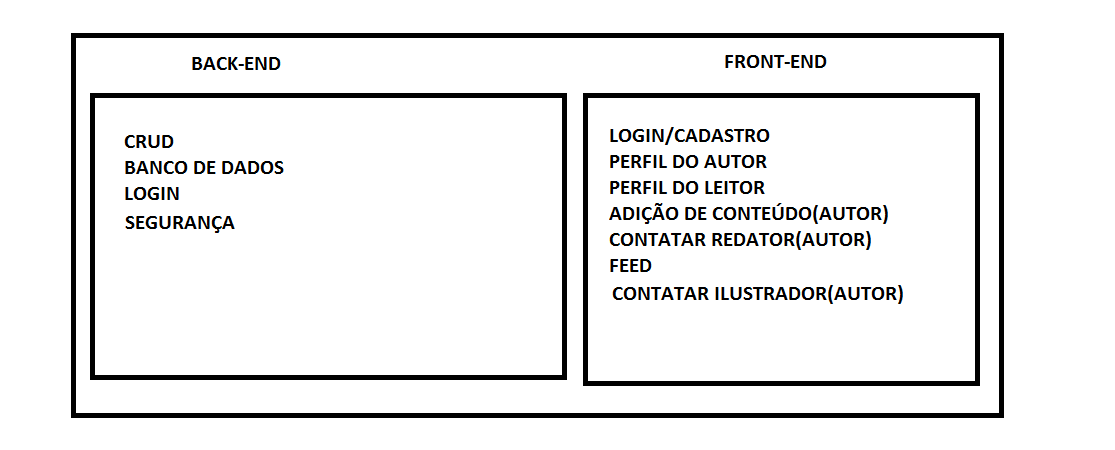 BACK-END
CRUD
BANCO DE DADOS
LOGIN
SEGURANÇA
FRONT-END
LOGIN/CADASTRO
PERFIL DO AUTOR
PERFIL DO LEITOR
ADIÇÃO DE CONTEÚDO(AUTOR)
CONTATAR REDATOR(AUTOR)
FEED
CONTATAR ILUSTRADOR(AUTOR)